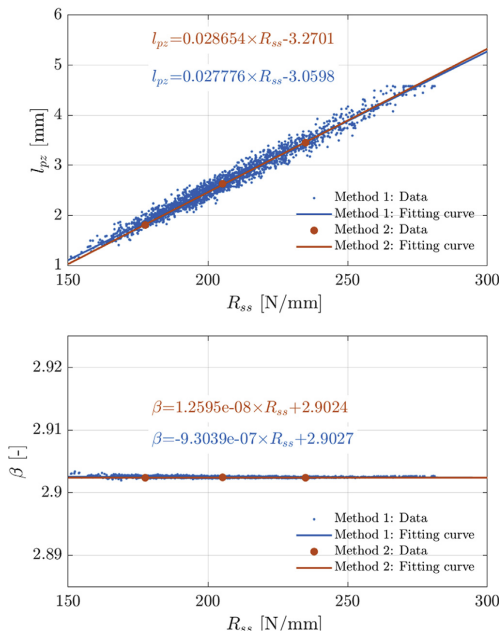 6
l_pz=0.028654×R_ss-3.2701
5
l_pz=0.027776×R_ss-3.0598
4
l_pz [mm]
3
Method 1: Data
2
Method 1: Fitting curve
Method 2: Data
Method 2: Fitting curve
1
150 200 250 300
R_ss [N/mm]
2.92
β=1.2595e-08×R_ss+2.9024
2.91
β=-9.3039e-07×R_ss+2.9027
β [-]
2.9
Method 1: Data
Method 1: Fitting curve
2.89
Method 2: Data
Method 2: Fitting curve
150 200 250 300
R_ss [N/mm]